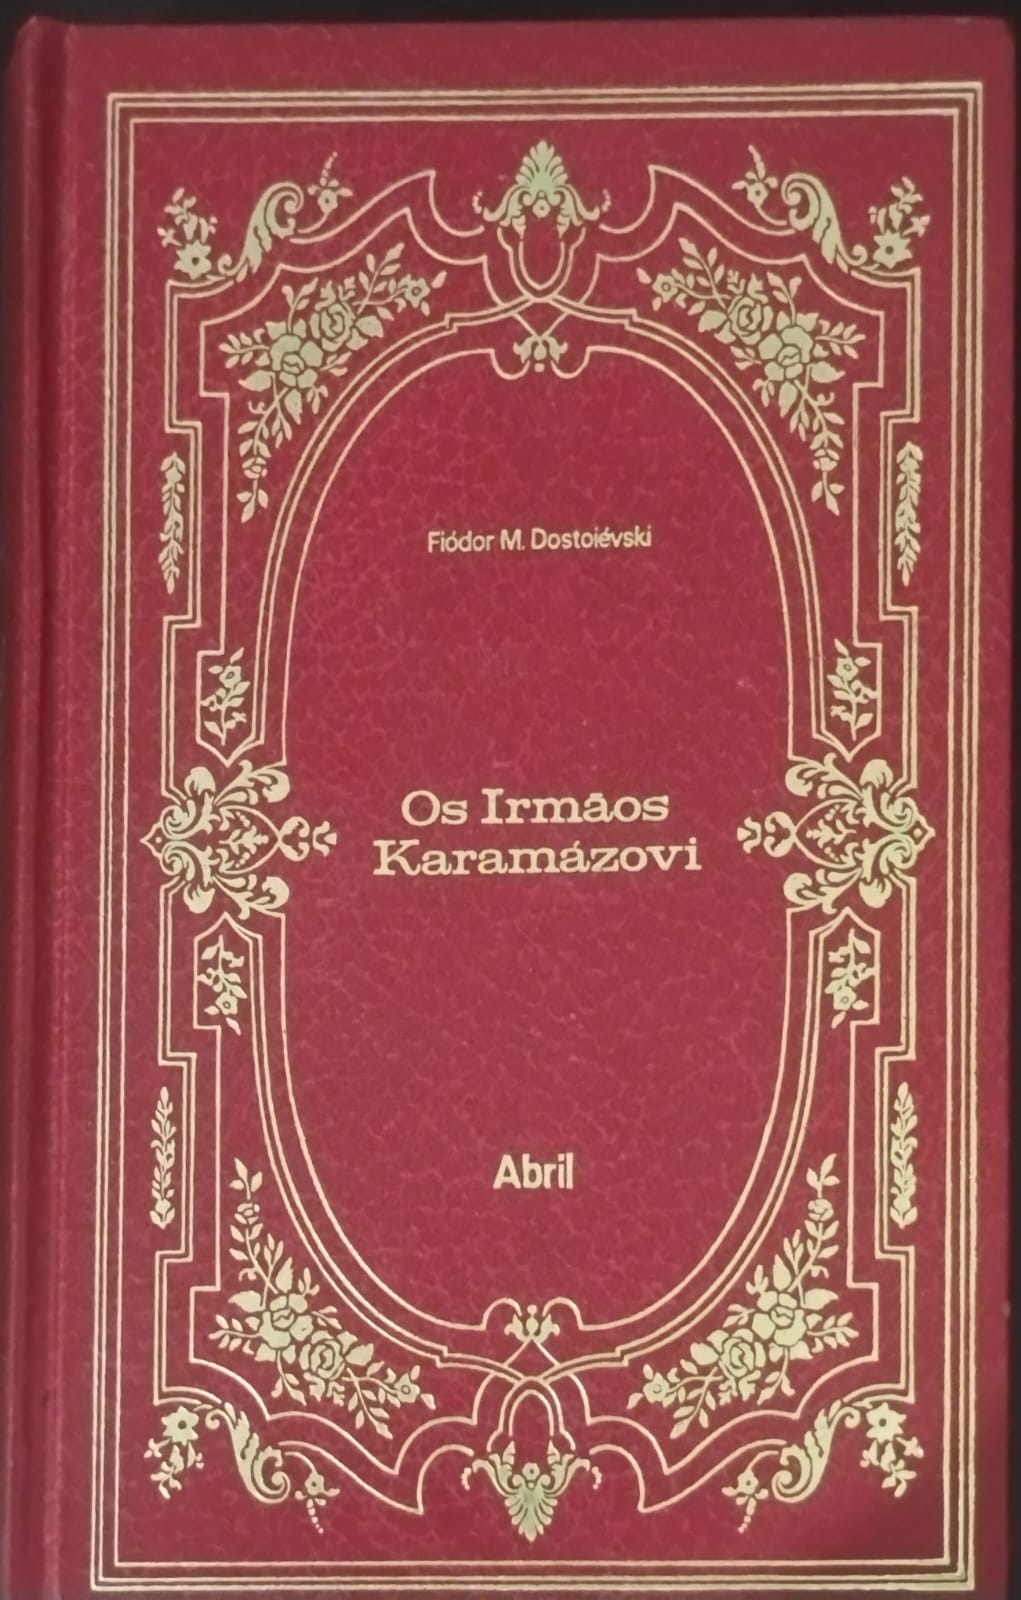 Fiódor M. Dostoiévski
Os Irmãos
Karamázovi
Abril